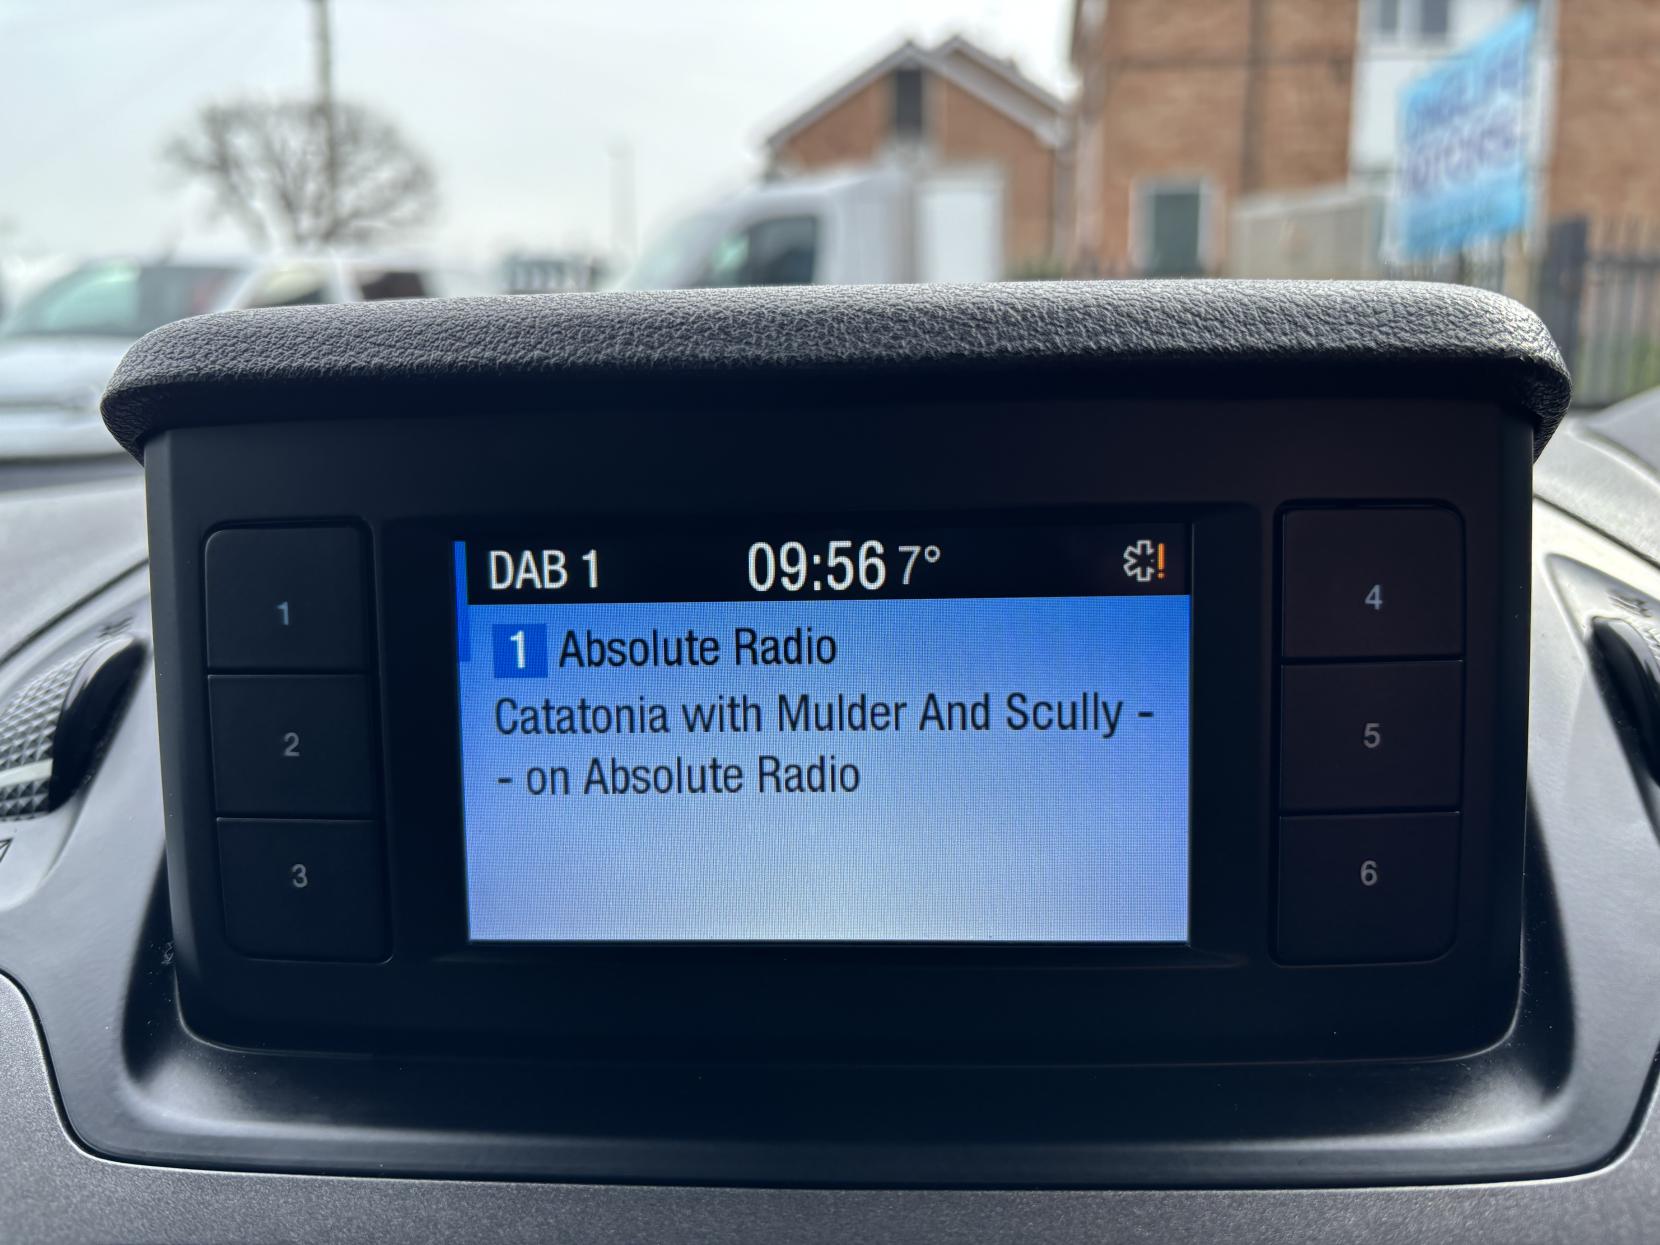 DAB 1 09:56 7°
1 Absolute Radio
Catatonia with Mulder And Scully -
- on Absolute Radio
1
2
3
4
5
6